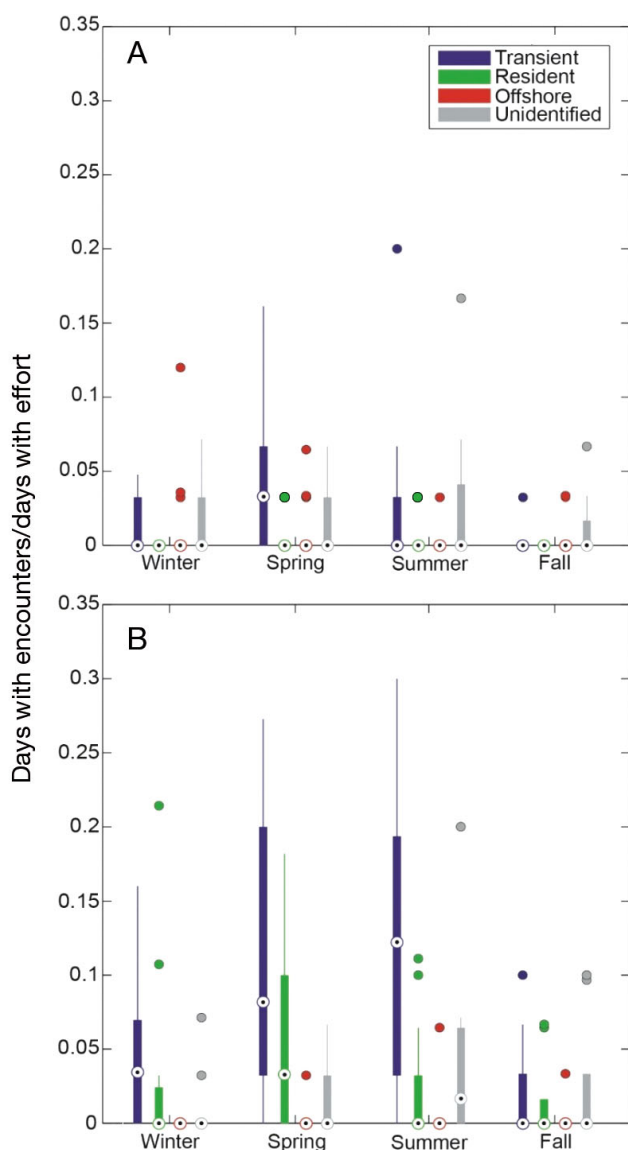 Days with encounters/days with effort
A
0.35
0.3
0.25
0.2
0.15
0.1
0.05
0
Transient
Resident
Offshore
Unidentified
Winter Spring Summer Fall
B
0.35
0.3
0.25
0.2
0.15
0.1
0.05
0
Winter Spring Summer Fall